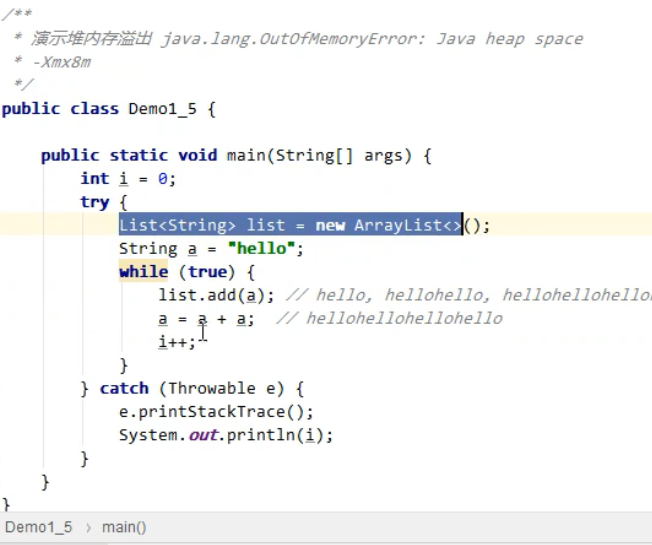 /**
 * 演示堆内存溢出 java.lang.OutOfMemoryError: Java heap space
 * -Xmx8m
 */
public class Demo1_5 {
public static void main(String[] args) {
int i = 0;
try {
List<String> list = new ArrayList<>();
String a = "hello";
while (true) {
list.add(a); // hello, hellohello, hellohellohello
a = a + a;  // hellohellohellohello
i++;
}
} catch (Throwable e) {
e.printStackTrace();
System.out.println(i);
}
}
}
Demo1_5 › main()